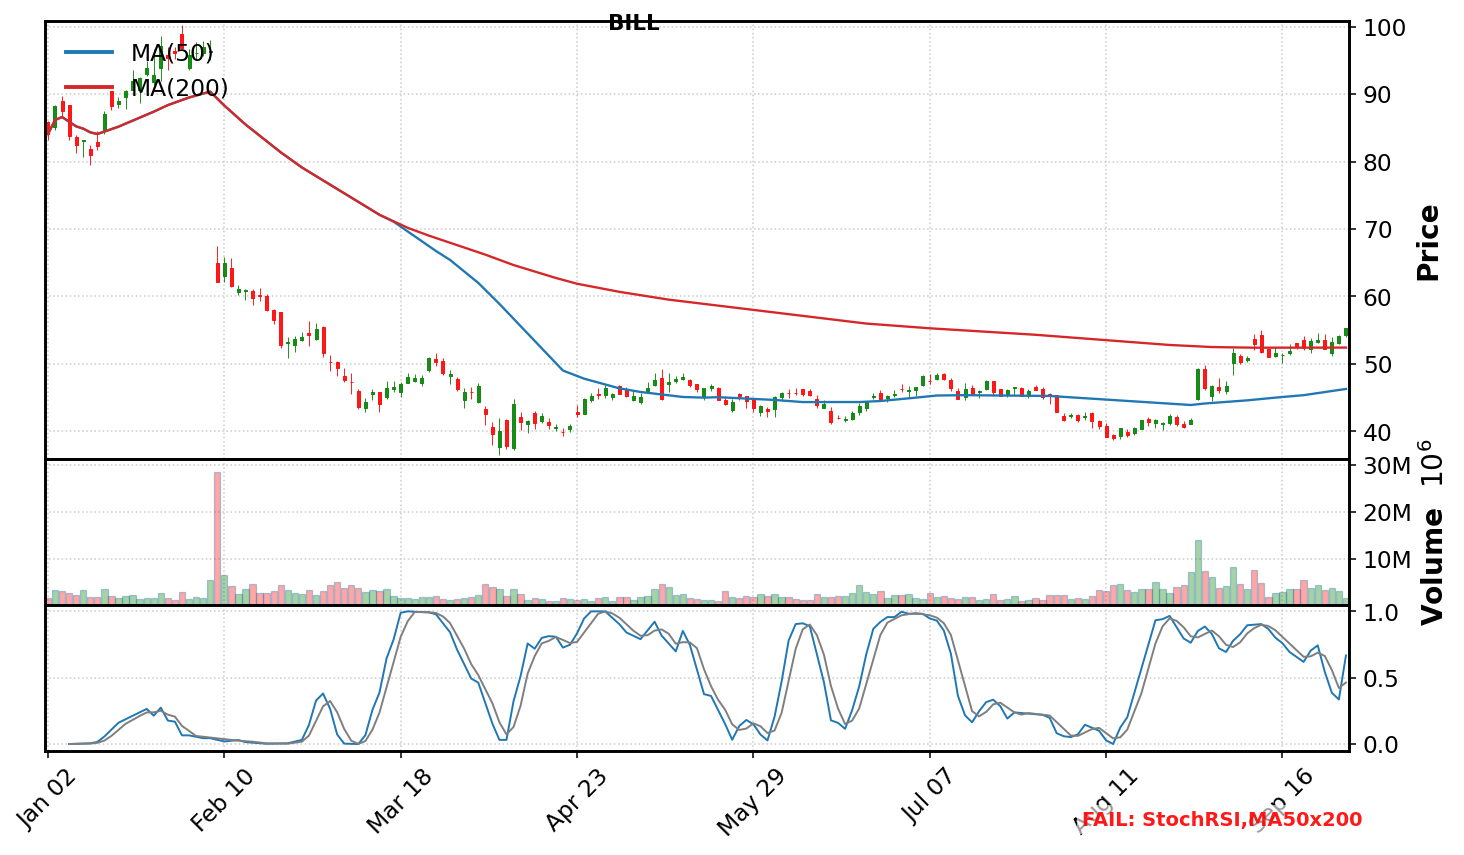 BILL
MA(50)
MA(200)
100
90
80
70
60
50
40
Price
30M
20M
10M
Volume 10^6
1.0
0.5
0.0
Jan 02
Feb 10
Mar 18
Apr 23
May 29
Jul 07
Aug 11
Sep 16
FAIL: StochRSI,MA50x200